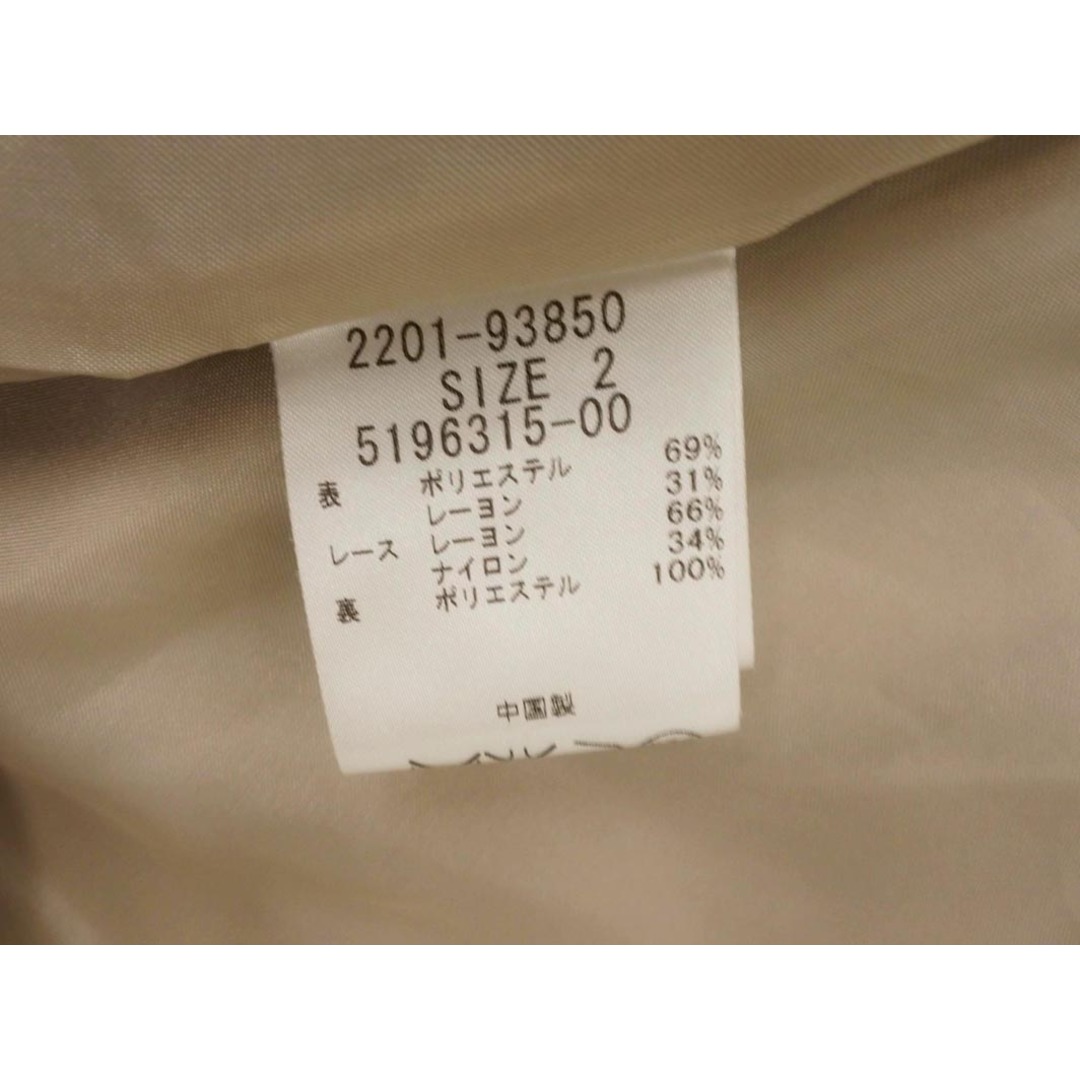 2201-93850
SIZE 2
5196315-00
表 ポリエステル 69%
レーヨン 31%
レース レーヨン 66%
ナイロン 34%
裏 ポリエステル 100%
中国製